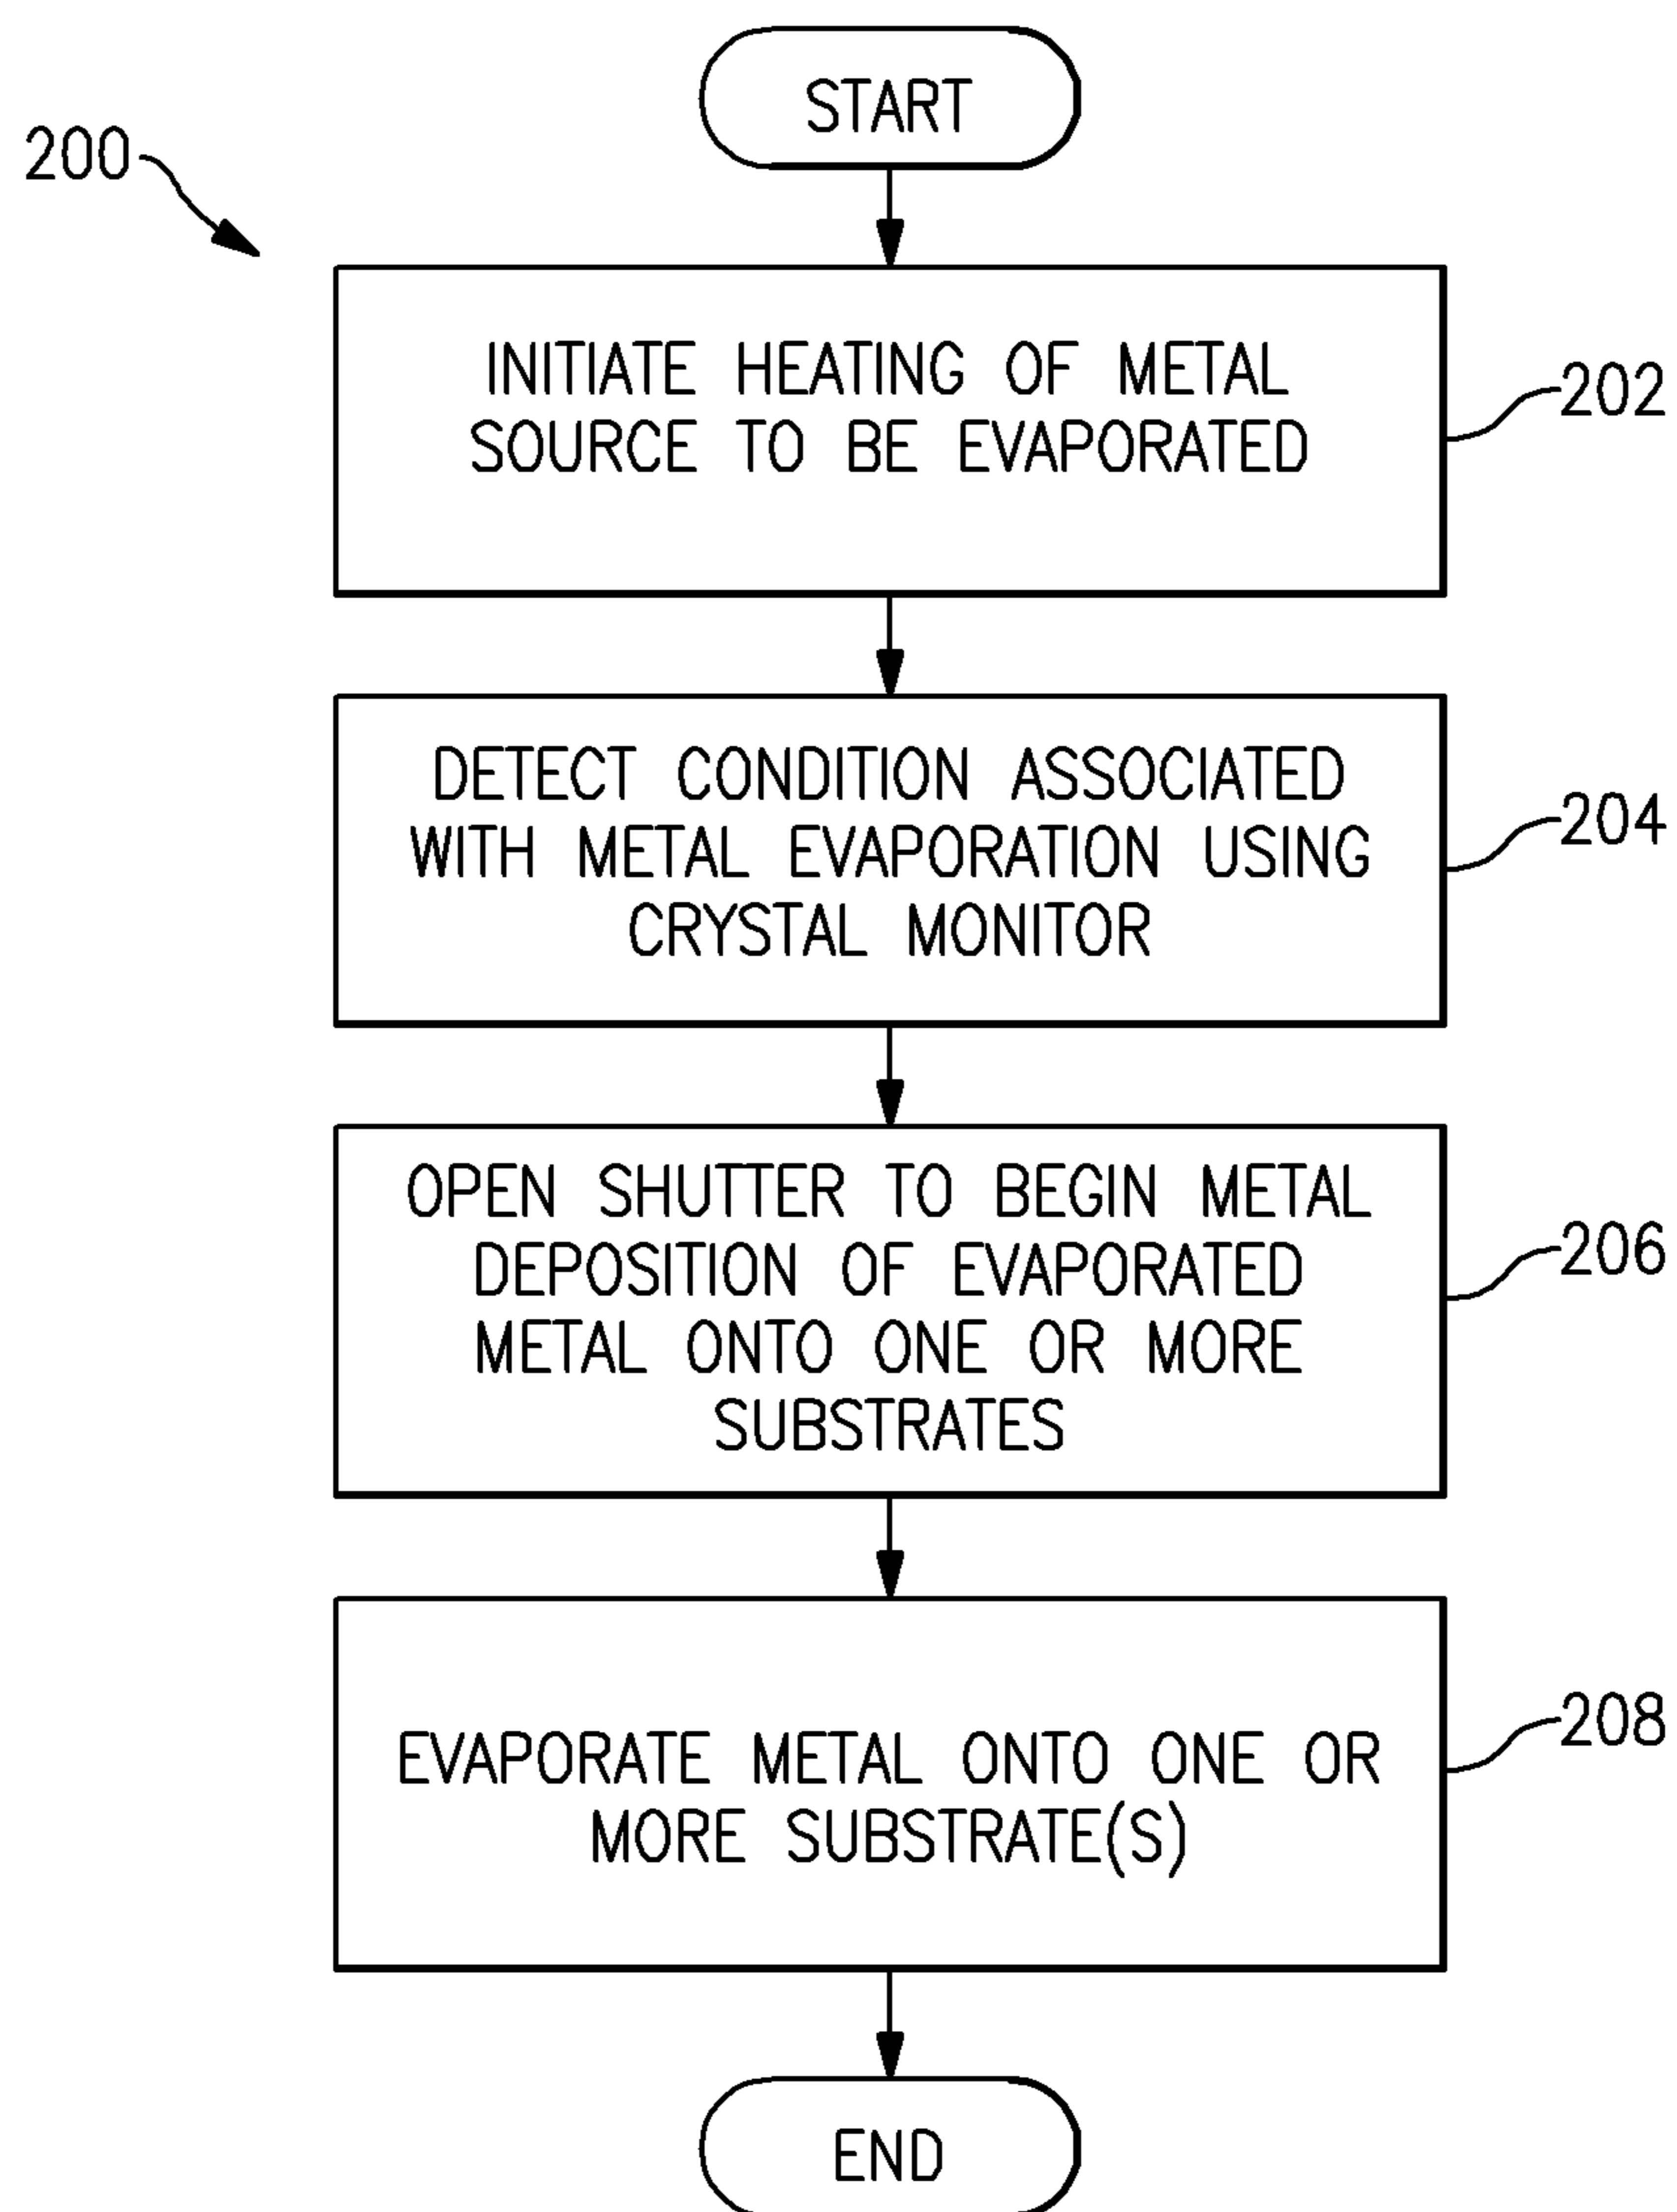 START
200
INITIATE HEATING OF METAL
SOURCE TO BE EVAPORATED
202
DETECT CONDITION ASSOCIATED
WITH METAL EVAPORATION USING
CRYSTAL MONITOR
204
OPEN SHUTTER TO BEGIN METAL
DEPOSITION OF EVAPORATED
METAL ONTO ONE OR MORE
SUBSTRATES
206
EVAPORATE METAL ONTO ONE OR
MORE SUBSTRATE(S)
208
END